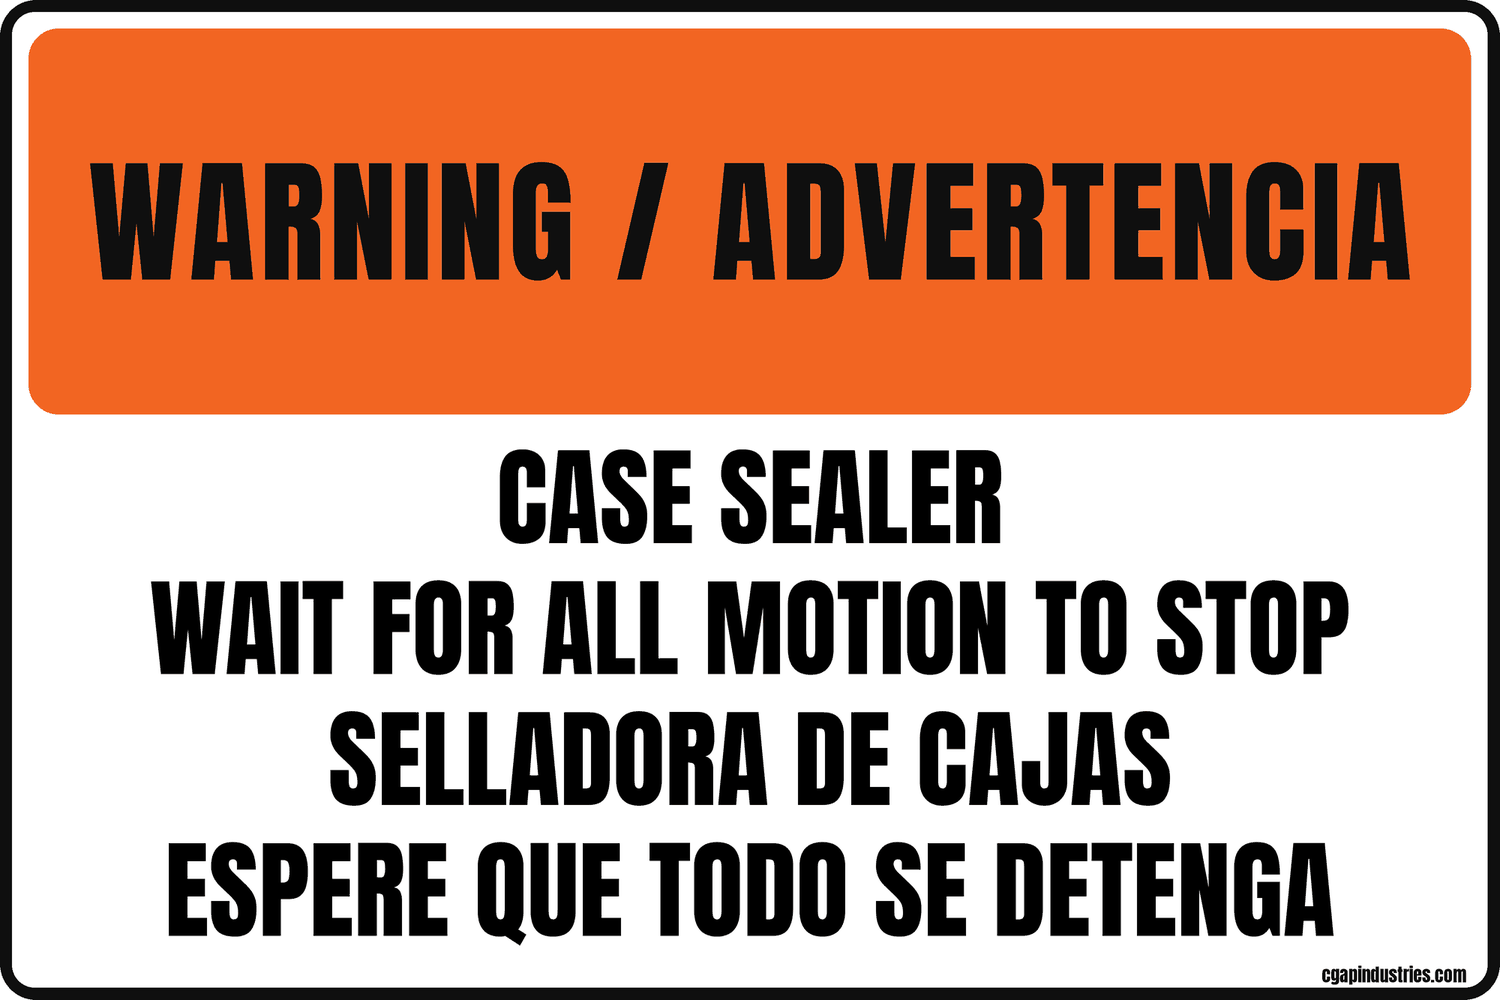 WARNING / ADVERTENCIA
CASE SEALER
WAIT FOR ALL MOTION TO STOP
SELLADORA DE CAJAS
ESPERE QUE TODO SE DETENGA
cgapindustries.com